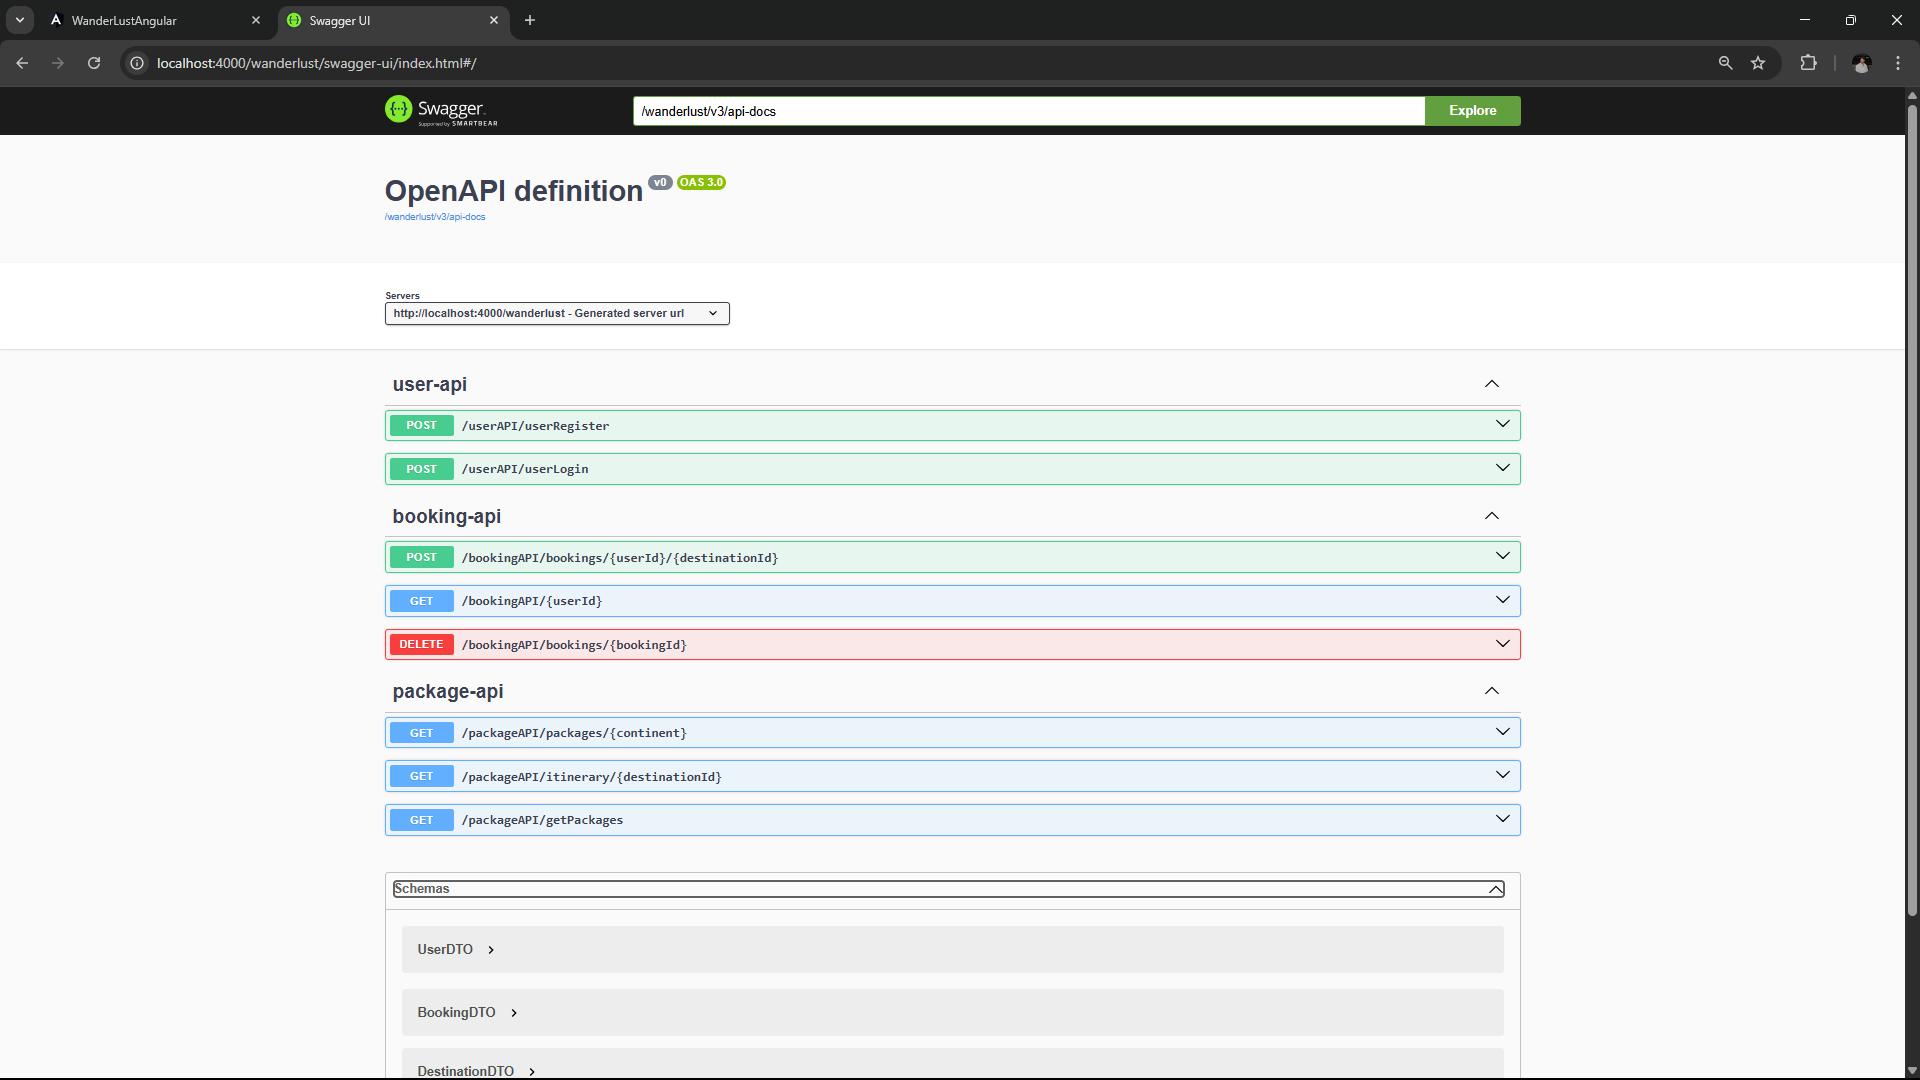 WanderLustAngular
Swagger UI
localhost:4000/wanderlust/swagger-ui/index.html#/
Swagger
Supported by SMARTBEAR
/wanderlust/v3/api-docs
Explore
OpenAPI definition v0 OAS 3.0
/wanderlust/v3/api-docs
Servers
http://localhost:4000/wanderlust - Generated server url
user-api
POST /userAPI/userRegister
POST /userAPI/userLogin
booking-api
POST /bookingAPI/bookings/{userId}/{destinationId}
GET /bookingAPI/{userId}
DELETE /bookingAPI/bookings/{bookingId}
package-api
GET /packageAPI/packages/{continent}
GET /packageAPI/itinerary/{destinationId}
GET /packageAPI/getPackages
Schemas
UserDTO
BookingDTO
DestinationDTO